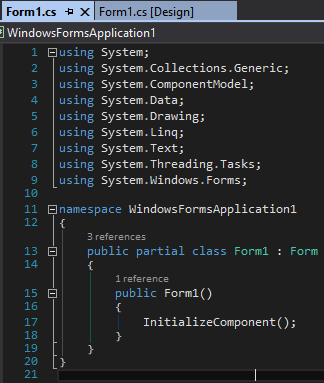 Form1.cs Form1.cs [Design]
WindowsFormsApplication1
1 using System;
2 using System.Collections.Generic;
3 using System.ComponentModel;
4 using System.Data;
5 using System.Drawing;
6 using System.Linq;
7 using System.Text;
8 using System.Threading.Tasks;
9 using System.Windows.Forms;
10
11 namespace WindowsFormsApplication1
12 {
3 references
13 public partial class Form1 : Form
14 {
1 reference
15 public Form1()
16 {
17 InitializeComponent();
18 }
19 }
20 }
21